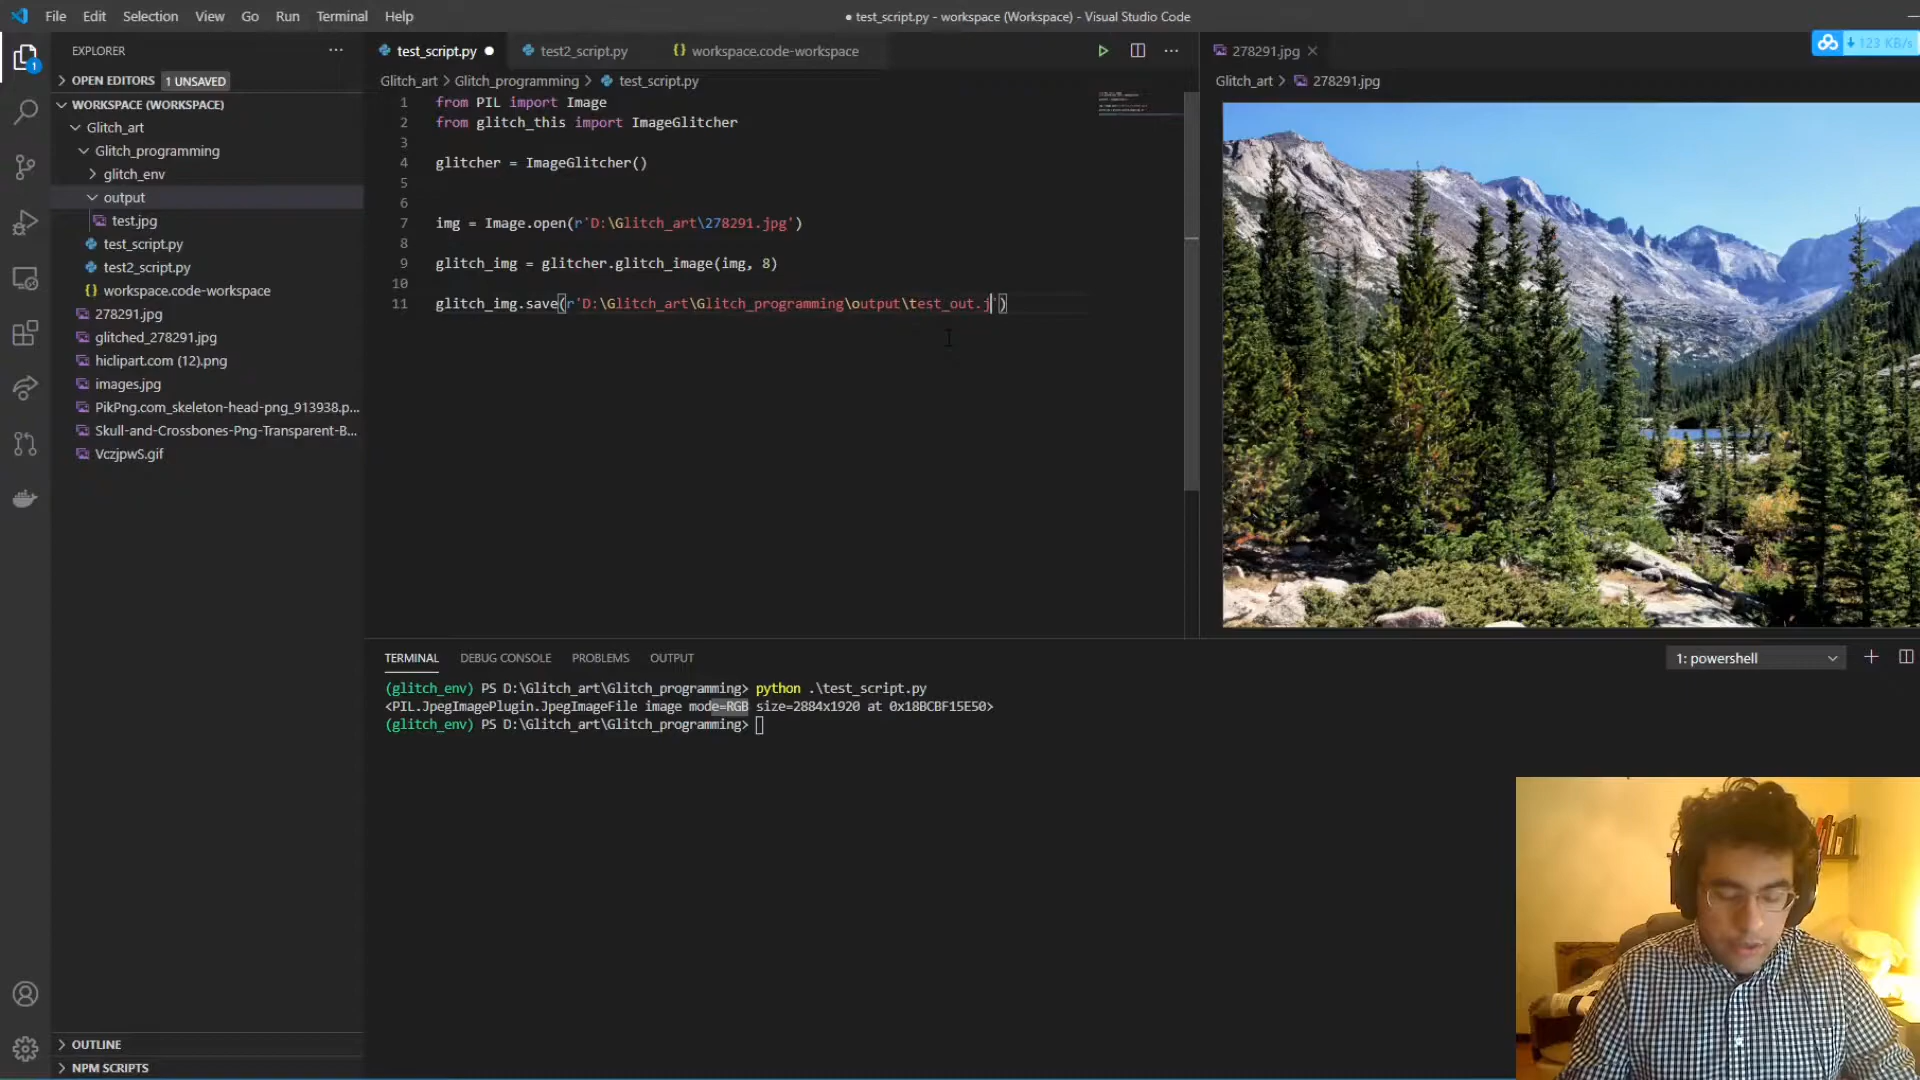 File Edit Selection View Go Run Terminal Help
● test_script.py - workspace (Workspace) - Visual Studio Code
EXPLORER
OPEN EDITORS 1 UNSAVED
WORKSPACE (WORKSPACE)
Glitch_art
Glitch_programming
glitch_env
output
test.jpg
test_script.py
test2_script.py
workspace.code-workspace
278291.jpg
glitched_278291.jpg
hiclipart.com (12).png
images.jpg
PikPng.com_skeleton-head-png_913938.p...
Skull-and-Crossbones-Png-Transparent-B...
VczjpwS.gif
OUTLINE
NPM SCRIPTS
1
test_script.py test2_script.py workspace.code-workspace
Glitch_art > Glitch_programming > test_script.py
1 from PIL import Image
2 from glitch_this import ImageGlitcher
3
4 glitcher = ImageGlitcher()
5
6
7 img = Image.open(r'D:\Glitch_art\278291.jpg')
8
9 glitch_img = glitcher.glitch_image(img, 8)
10
11 glitch_img.save(r'D:\Glitch_art\Glitch_programming\output\test_out.j')
278291.jpg
123 KB/s
Glitch_art > 278291.jpg
TERMINAL DEBUG CONSOLE PROBLEMS OUTPUT
1: powershell
(glitch_env) PS D:\Glitch_art\Glitch_programming> python .\test_script.py
<PIL.JpegImagePlugin.JpegImageFile image mode=RGB size=2884x1920 at 0x18BCBF15E50>
(glitch_env) PS D:\Glitch_art\Glitch_programming>